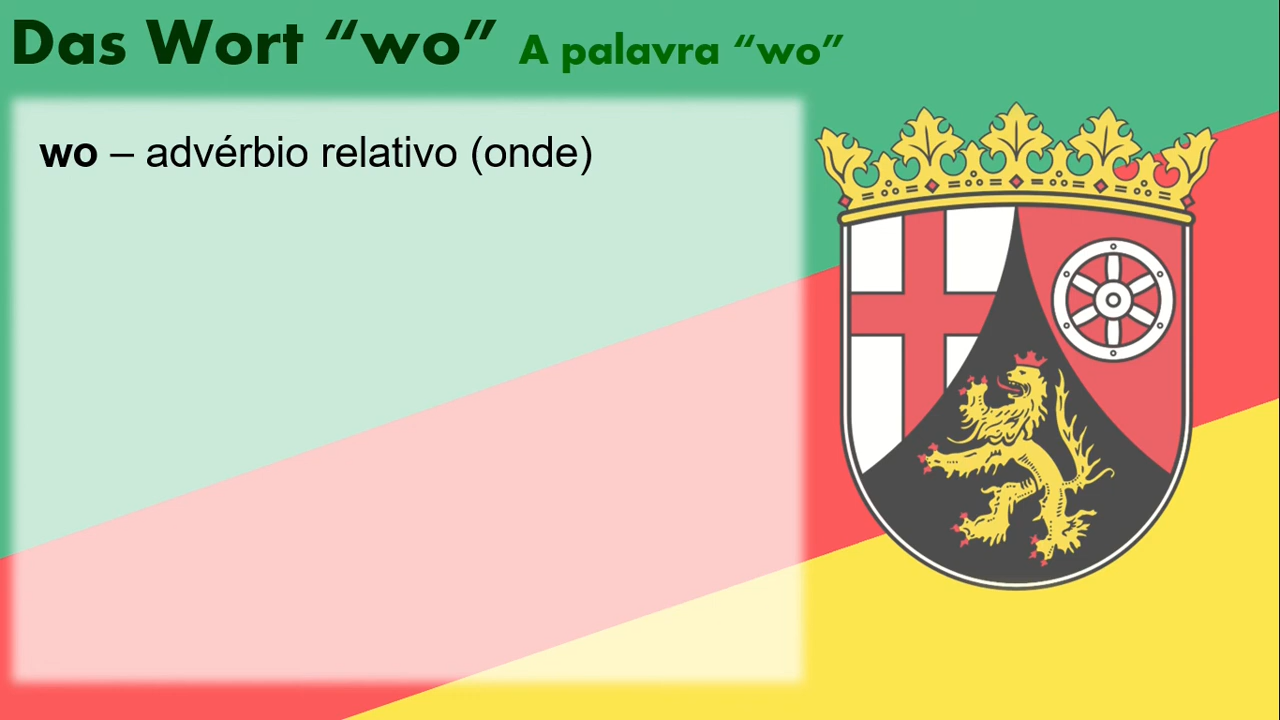 Das Wort “wo” A palavra “wo”
wo – advérbio relativo (onde)